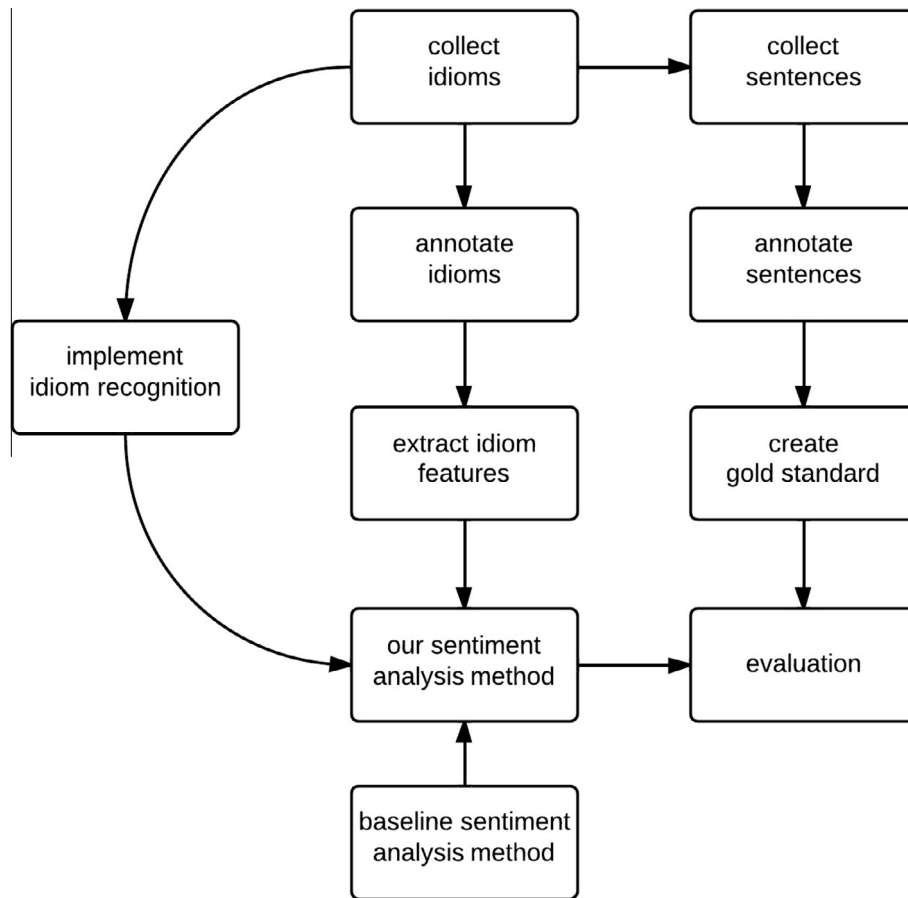 collect
idioms
collect
sentences
annotate
idioms
annotate
sentences
implement
idiom recognition
extract idiom
features
create
gold standard
our sentiment
analysis method
evaluation
baseline sentiment
analysis method